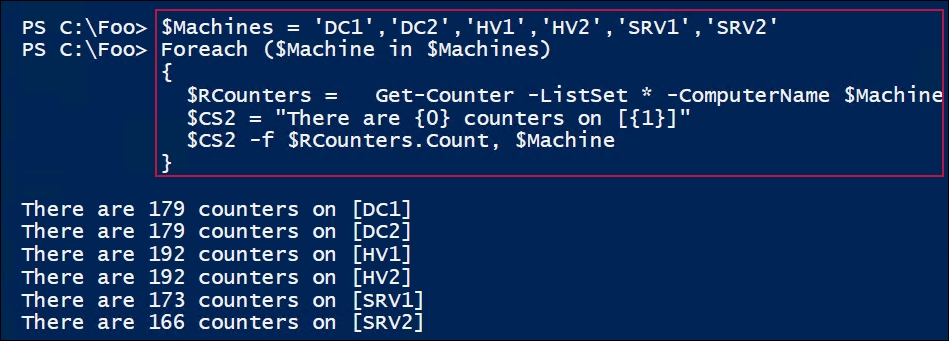 PS C:\Foo> $Machines = 'DC1','DC2','HV1','HV2','SRV1','SRV2'
PS C:\Foo> Foreach ($Machine in $Machines)
{
$RCounters =   Get-Counter -ListSet * -ComputerName $Machine
$CS2 = "There are {0} counters on [{1}]"
$CS2 -f $RCounters.Count, $Machine
}
There are 179 counters on [DC1]
There are 179 counters on [DC2]
There are 192 counters on [HV1]
There are 192 counters on [HV2]
There are 173 counters on [SRV1]
There are 166 counters on [SRV2]